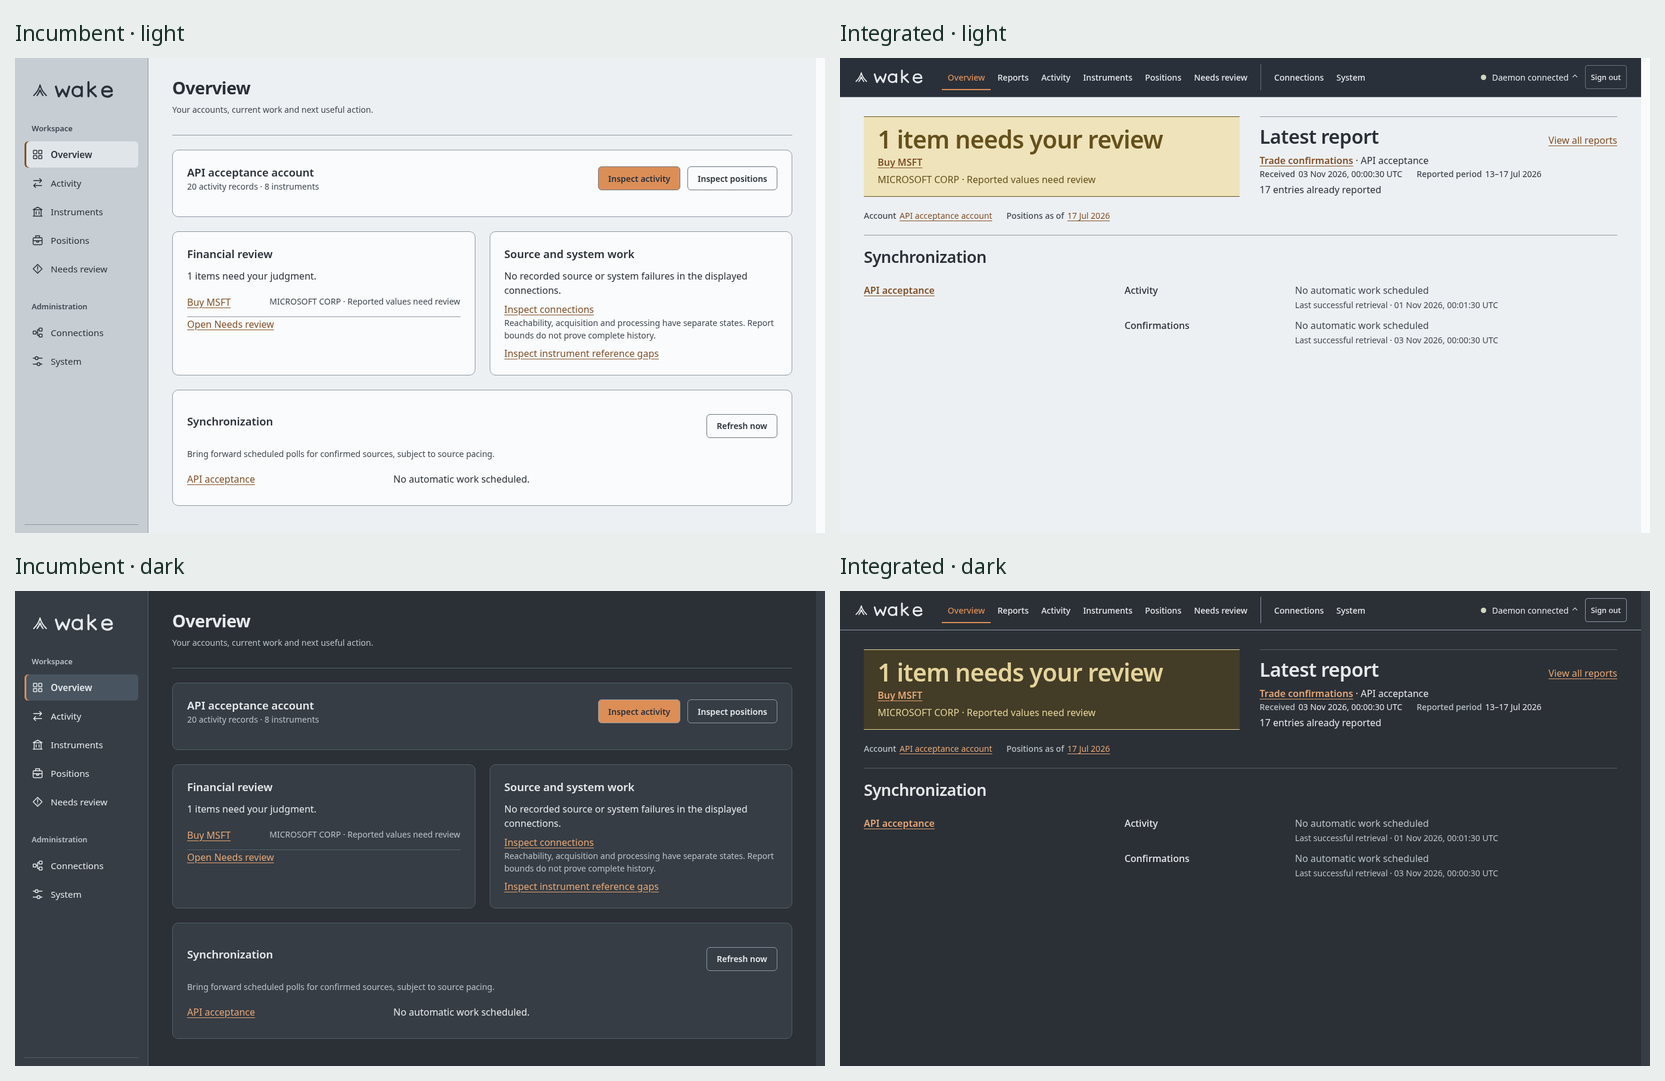 Incumbent · light
wake
Workspace
Overview
Activity
Instruments
Positions
Needs review
Administration
Connections
System
Overview
Your accounts, current work and next useful action.
API acceptance account
20 activity records · 8 instruments
Inspect activity
Inspect positions
Financial review
1 items need your judgment.
Buy MSFT
MICROSOFT CORP · Reported values need review
Open Needs review
Source and system work
No recorded source or system failures in the displayed
connections.
Inspect connections
Reachability, acquisition and processing have separate states. Report
bounds do not prove complete history.
Inspect instrument reference gaps
Synchronization
Refresh now
Bring forward scheduled polls for confirmed sources, subject to source pacing.
API acceptance
No automatic work scheduled.
Integrated · light
wake
Overview
Reports
Activity
Instruments
Positions
Needs review
Connections
System
Daemon connected
Sign out
1 item needs your review
Buy MSFT
MICROSOFT CORP · Reported values need review
Latest report
View all reports
Trade confirmations · API acceptance
Received 03 Nov 2026, 00:00:30 UTC Reported period 13–17 Jul 2026
17 entries already reported
Account API acceptance account Positions as of 17 Jul 2026
Synchronization
API acceptance
Activity
No automatic work scheduled
Last successful retrieval · 01 Nov 2026, 00:01:30 UTC
Confirmations
No automatic work scheduled
Last successful retrieval · 03 Nov 2026, 00:00:30 UTC
Incumbent · dark
wake
Workspace
Overview
Activity
Instruments
Positions
Needs review
Administration
Connections
System
Overview
Your accounts, current work and next useful action.
API acceptance account
20 activity records · 8 instruments
Inspect activity
Inspect positions
Financial review
1 items need your judgment.
Buy MSFT
MICROSOFT CORP · Reported values need review
Open Needs review
Source and system work
No recorded source or system failures in the displayed
connections.
Inspect connections
Reachability, acquisition and processing have separate states. Report
bounds do not prove complete history.
Inspect instrument reference gaps
Synchronization
Refresh now
Bring forward scheduled polls for confirmed sources, subject to source pacing.
API acceptance
No automatic work scheduled.
Integrated · dark
wake
Overview
Reports
Activity
Instruments
Positions
Needs review
Connections
System
Daemon connected
Sign out
1 item needs your review
Buy MSFT
MICROSOFT CORP · Reported values need review
Latest report
View all reports
Trade confirmations · API acceptance
Received 03 Nov 2026, 00:00:30 UTC Reported period 13–17 Jul 2026
17 entries already reported
Account API acceptance account Positions as of 17 Jul 2026
Synchronization
API acceptance
Activity
No automatic work scheduled
Last successful retrieval · 01 Nov 2026, 00:01:30 UTC
Confirmations
No automatic work scheduled
Last successful retrieval · 03 Nov 2026, 00:00:30 UTC